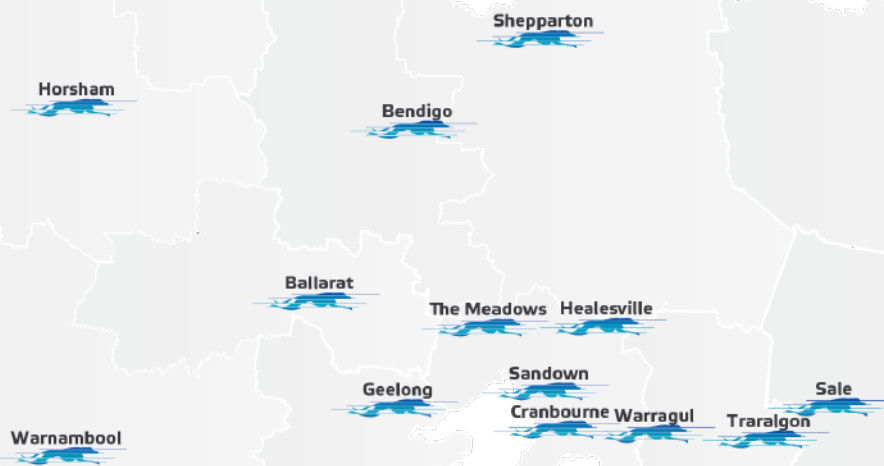 Shepparton
Horsham
Bendigo
Ballarat
The Meadows
Healesville
Sandown
Geelong
Sale
Cranbourne
Warragul
Traralgon
Warnambool